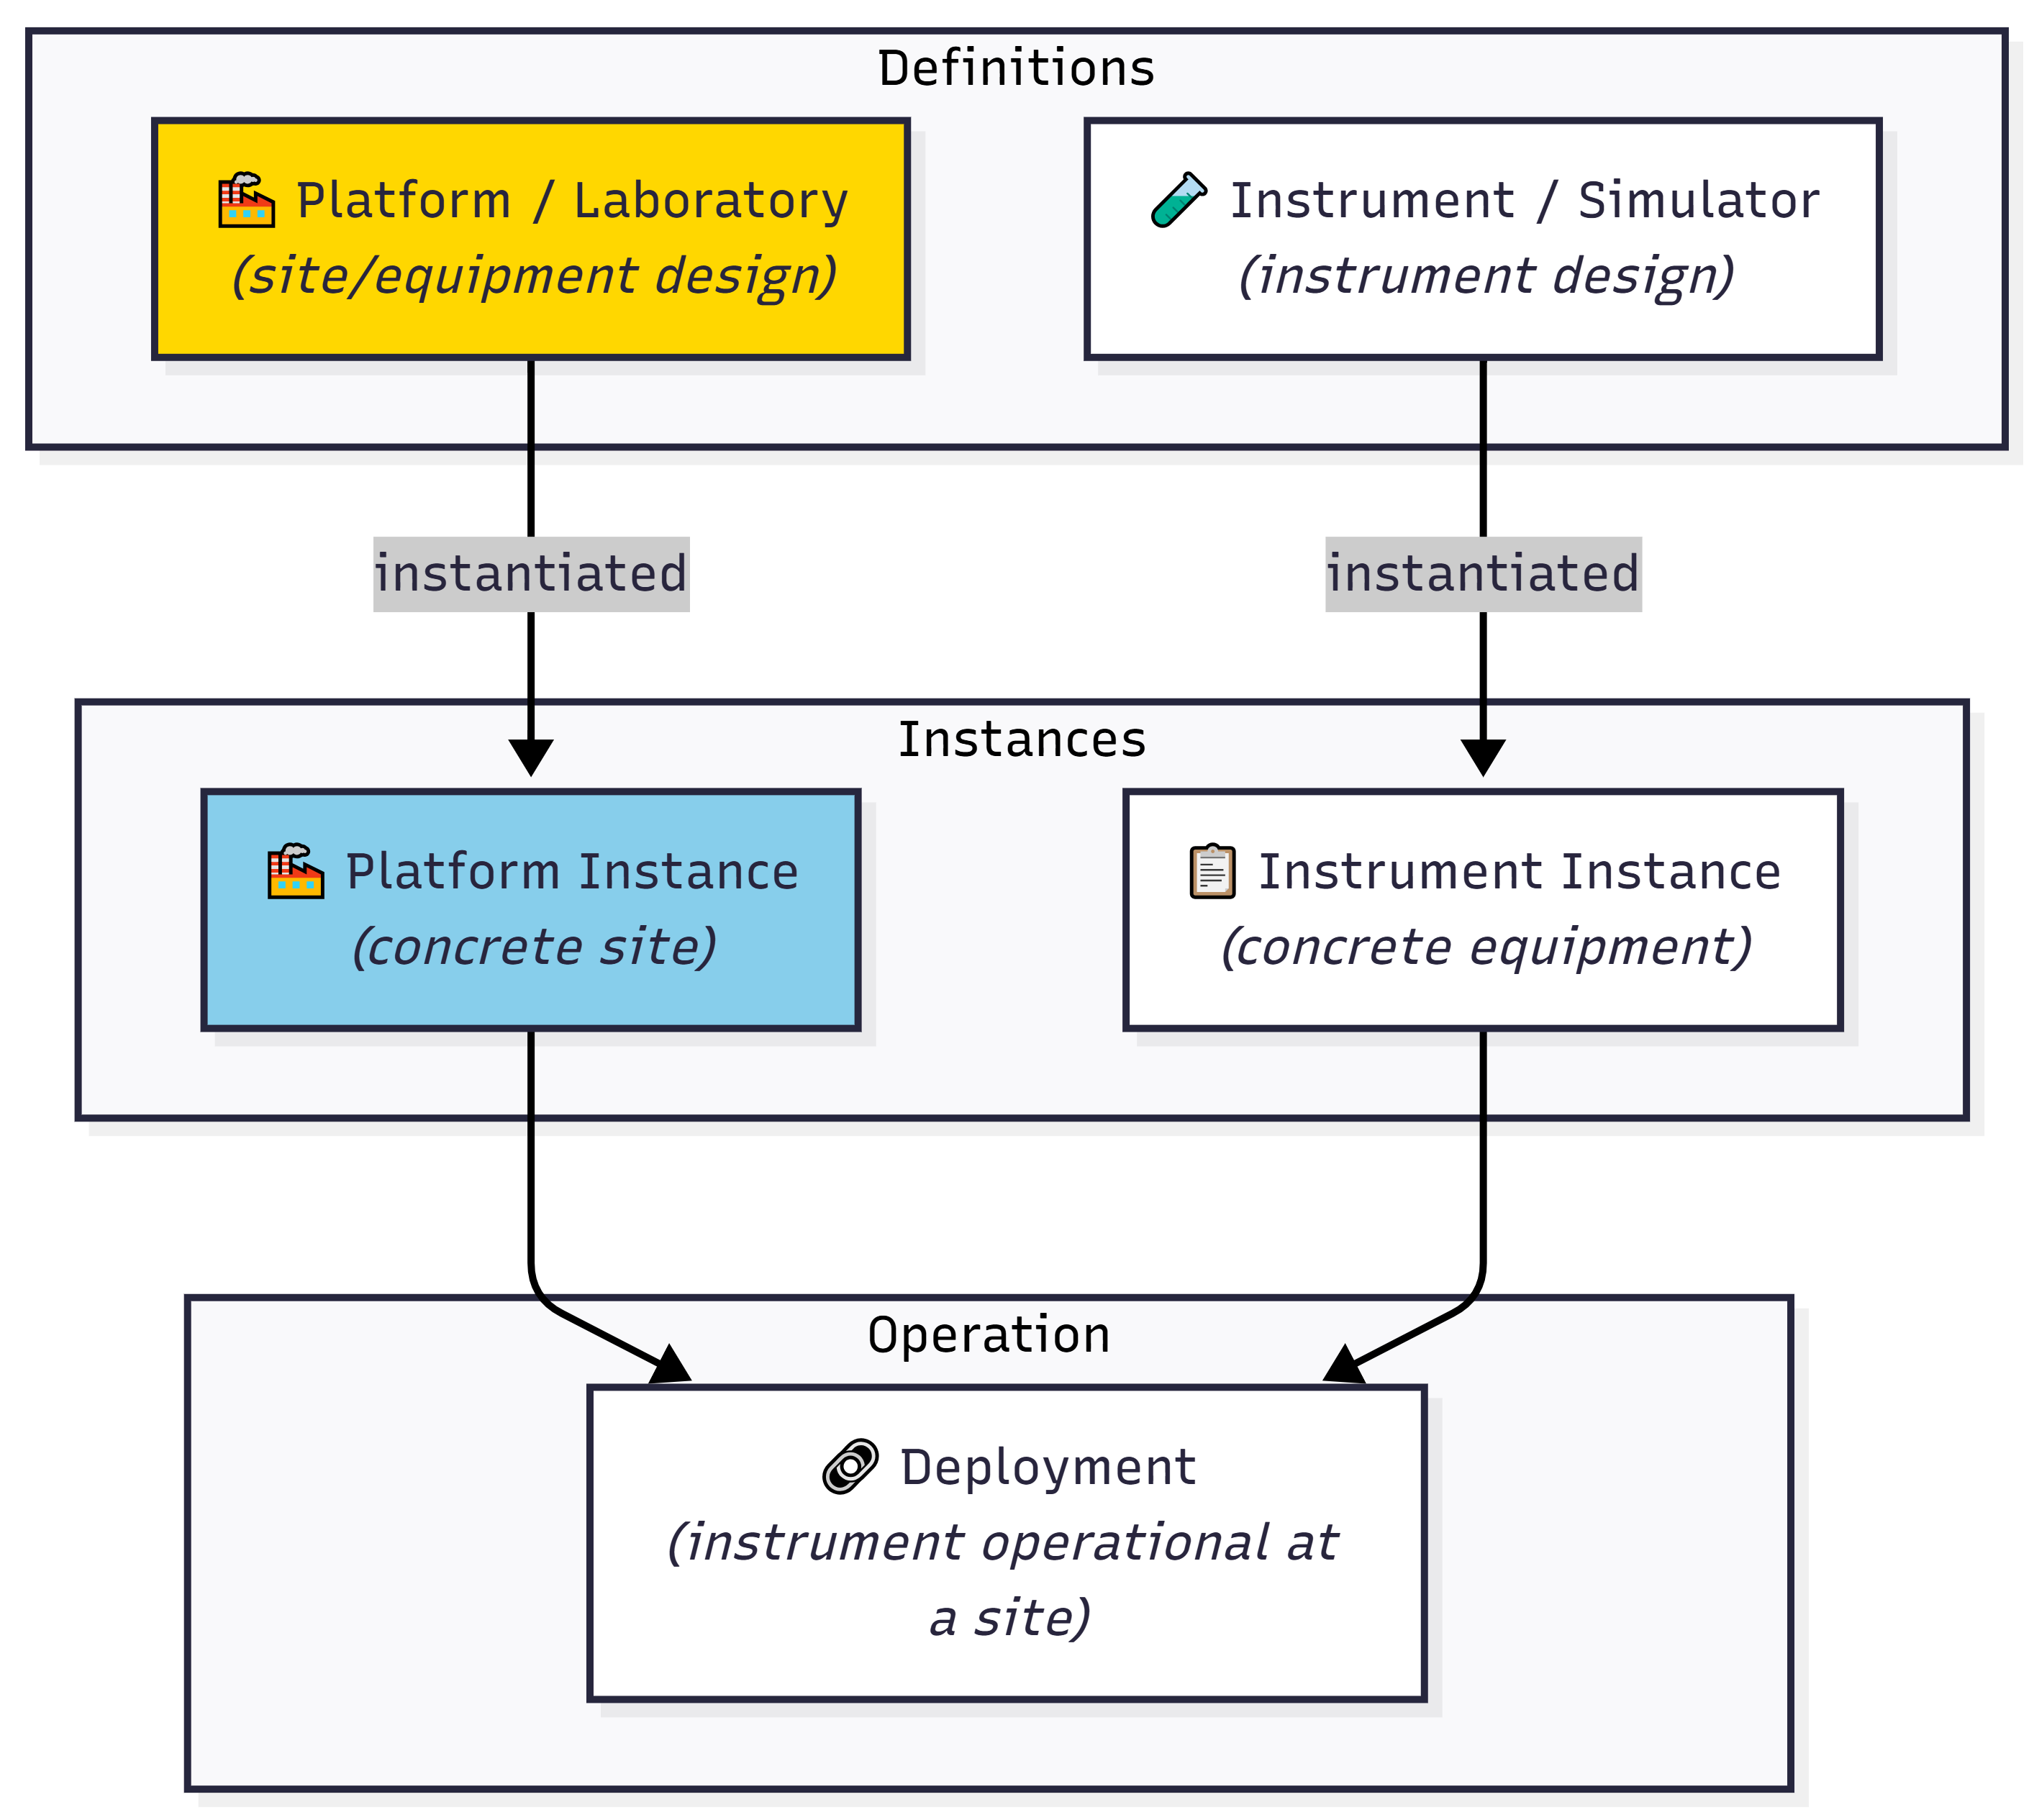 Definitions
Platform / Laboratory
(site/equipment design)
Instrument / Simulator
(instrument design)
instantiated
instantiated
Instances
Platform Instance
(concrete site)
Instrument Instance
(concrete equipment)
Operation
Deployment
(instrument operational at
a site)